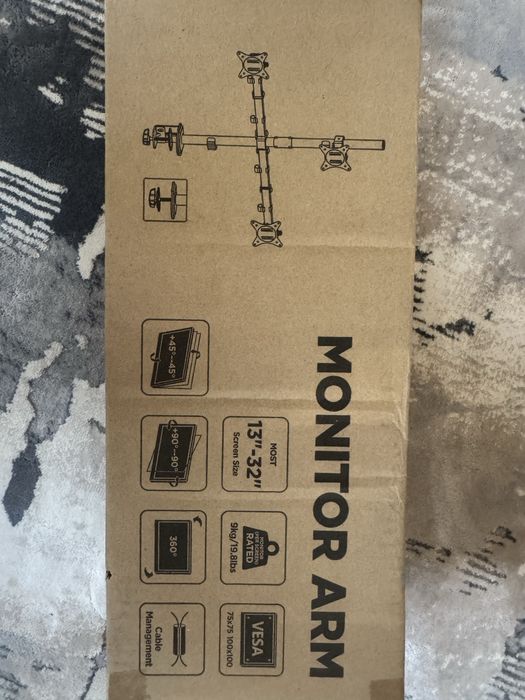 MONITOR ARM
MOST
13"-32"
Screen Size
MONITOR
RATED
9kg/19.8lbs
VESA
75x75 100x100
+45°~-45°
+90°~-90°
360°
Cable
Management